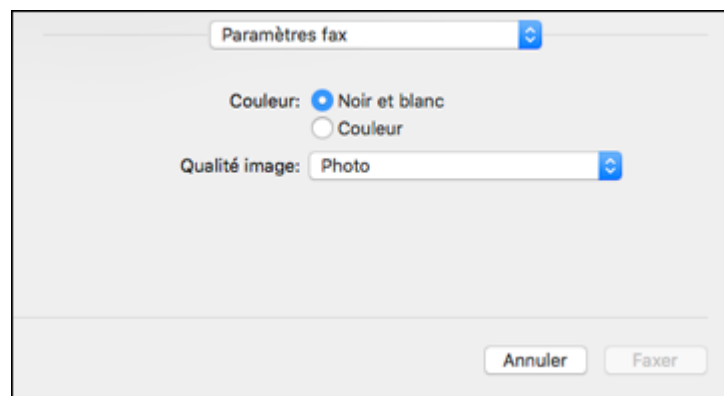 Paramètres fax
Couleur: Noir et blanc
Couleur
Qualité image: Photo
Annuler Faxer